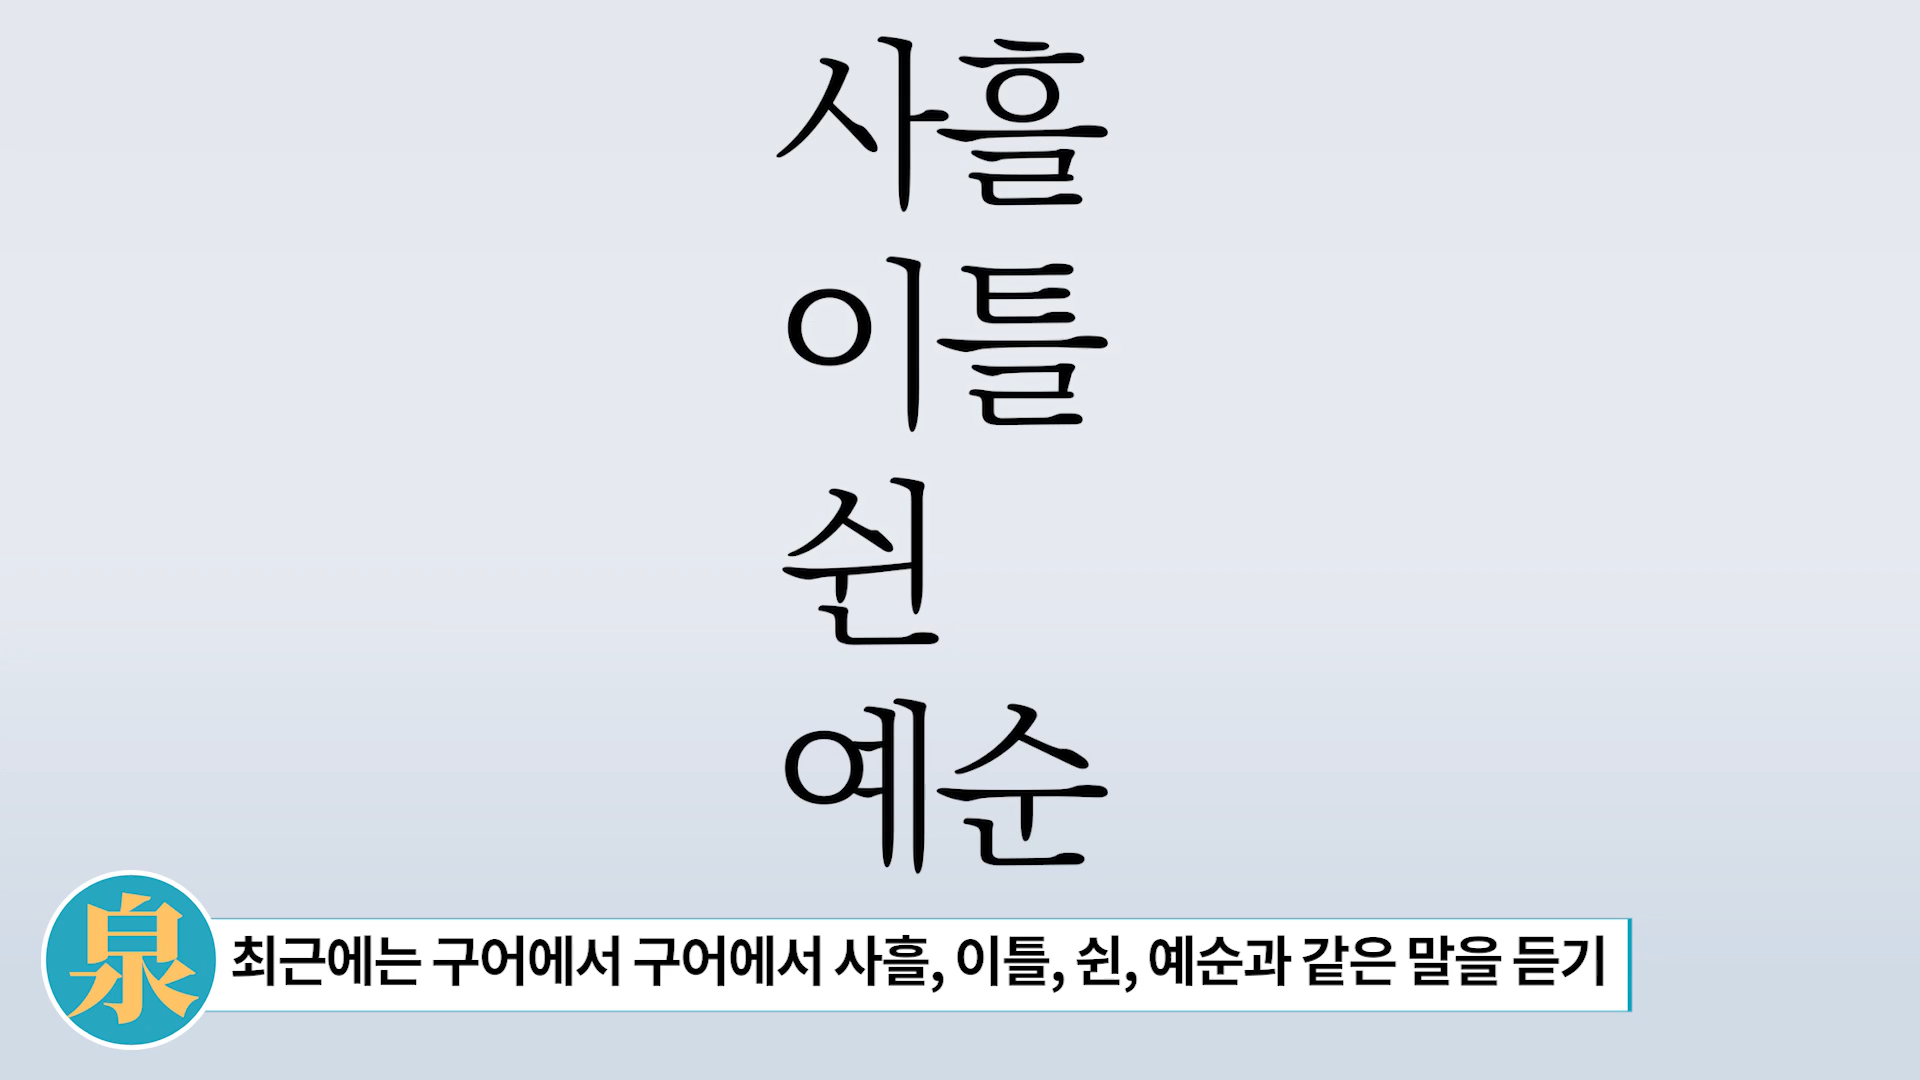 사흘
이틀
쉰
예순
泉
최근에는 구어에서 구어에서 사흘, 이틀, 쉰, 예순과 같은 말을 듣기